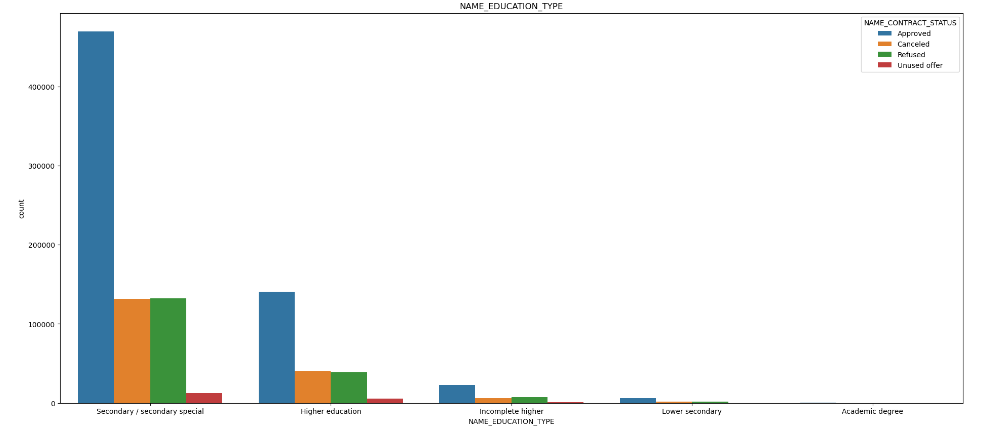 NAME_EDUCATION_TYPE
NAME_CONTRACT_STATUS
Approved
Canceled
Refused
Unused offer
400000
300000
200000
100000
0
count
Secondary / secondary special
Higher education
Incomplete higher
Lower secondary
Academic degree
NAME_EDUCATION_TYPE